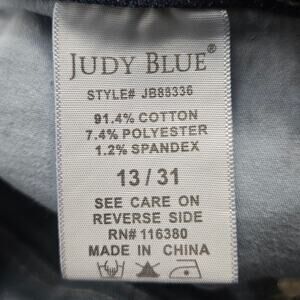 JUDY BLUE®
STYLE# JB88336
91.4% COTTON
7.4% POLYESTER
1.2% SPANDEX
13 / 31
SEE CARE ON
REVERSE SIDE
RN# 116380
MADE IN CHINA